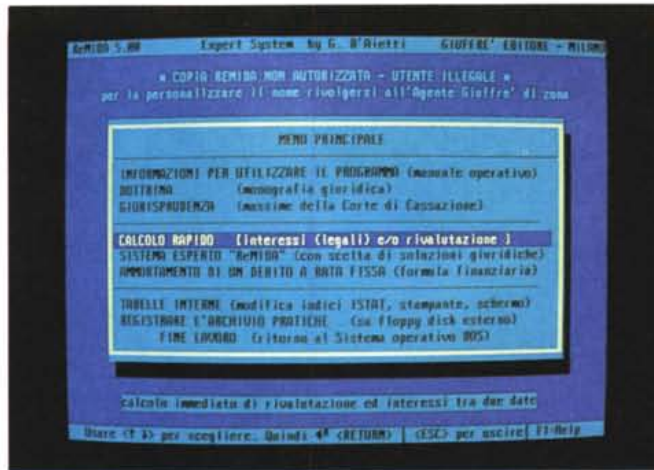 ReMIDA 5.00 Expert System by G. D'Aietti GIUFFRE' EDITORE - MILANO
* COPIA REMIDA NON AUTORIZZATA - UTENTE ILLEGALE *
per la personalizzare il nome rivolgersi all'Agente Giuffre' di zona
MENU PRINCIPALE
INFORMAZIONI PER UTILIZZARE IL PROGRAMMA (manuale operativo)
DOTTRINA (monografia giuridica)
GIURISPRUDENZA (massime della Corte di Cassazione)
CALCOLO RAPIDO [interessi (legali) e/o rivalutazione ]
SISTEMA ESPERTO "ReMIDA" (con scelta di soluzioni giuridiche)
AMMORTAMENTO DI UN DEBITO A RATA FISSA (formula finanziaria)
TABELLE INTERNE (modifica indici ISTAT, stampante, schermo)
REGISTRARE L'ARCHIVIO PRATICHE (su floppy disk esterno)
FINE LAVORO (ritorno al Sistema operativo DOS)
calcolo immediato di rivalutazione ed interessi tra due date
Usare <↑ ↓> per scegliere. Quindi <RETURN> | <ESC> per uscire| F1-Help